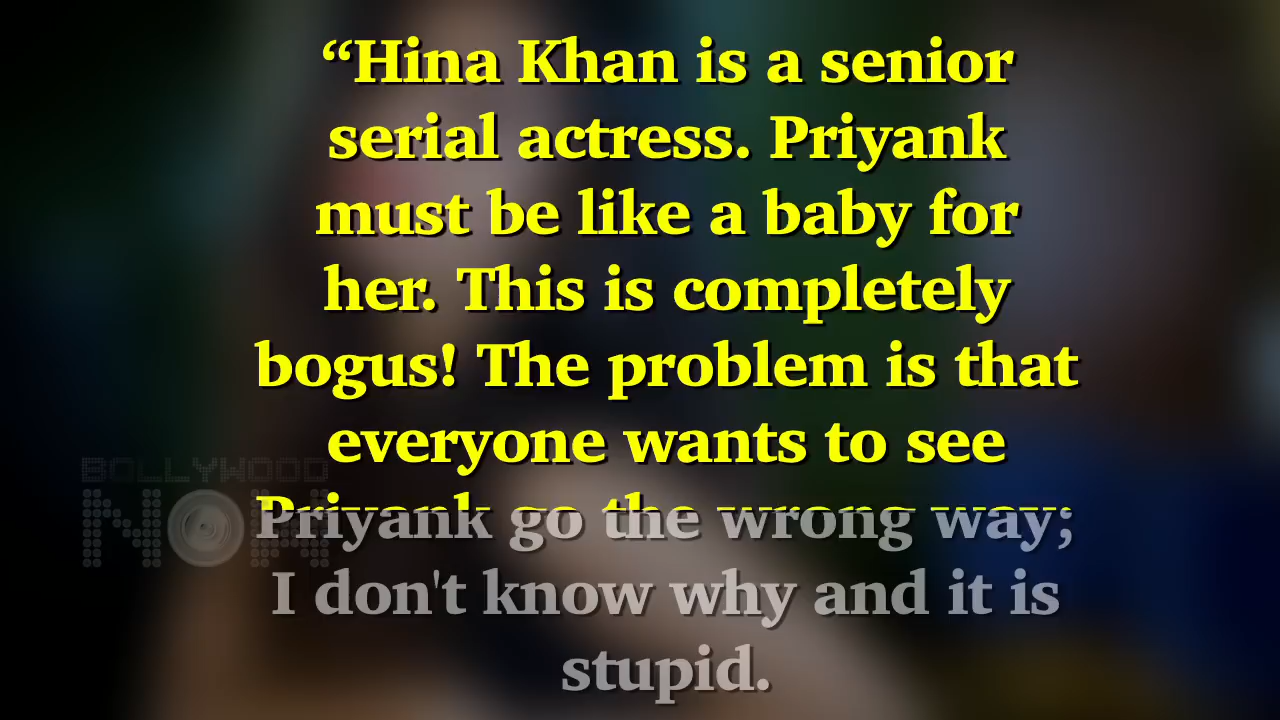 “Hina Khan is a senior
serial actress. Priyank
must be like a baby for
her. This is completely
bogus! The problem is that
everyone wants to see
Priyank go the wrong way;
I don't know why and it is
stupid.
BOLLYWOOD
NOW